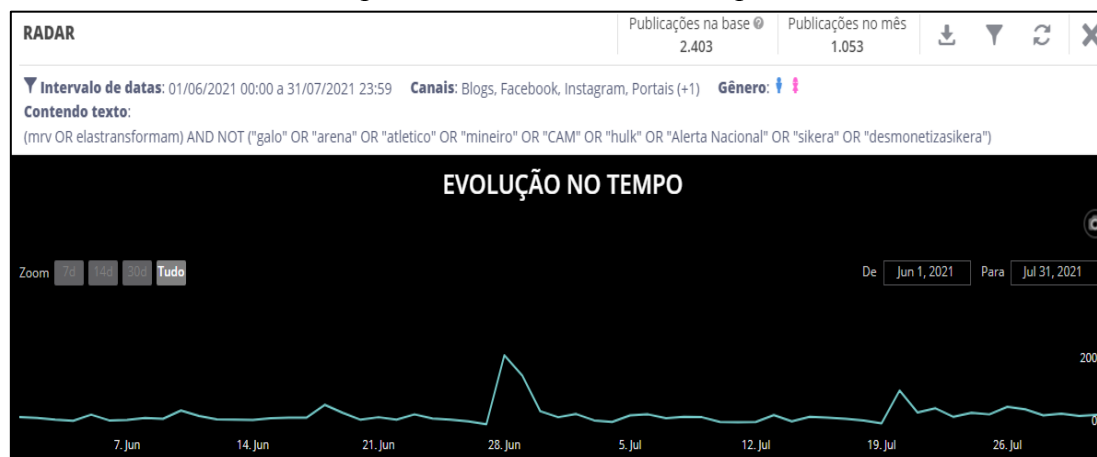 RADAR
Publicações na base
2.403
Publicações no mês
1.053
Intervalo de datas: 01/06/2021 00:00 a 31/07/2021 23:59 Canais: Blogs, Facebook, Instagram, Portais (+1) Gênero:
Contendo texto:
(mrv OR elastransformam) AND NOT ("galo" OR "arena" OR "atletico" OR "mineiro" OR "CAM" OR "hulk" OR "Alerta Nacional" OR "sikera" OR "desmonetizasikera")
EVOLUÇÃO NO TEMPO
Zoom 7d 14d 30d Tudo
De Jun 1, 2021 Para Jul 31, 2021
200
0
7. Jun 14. Jun 21. Jun 28. Jun 5. Jul 12. Jul 19. Jul 26. Jul